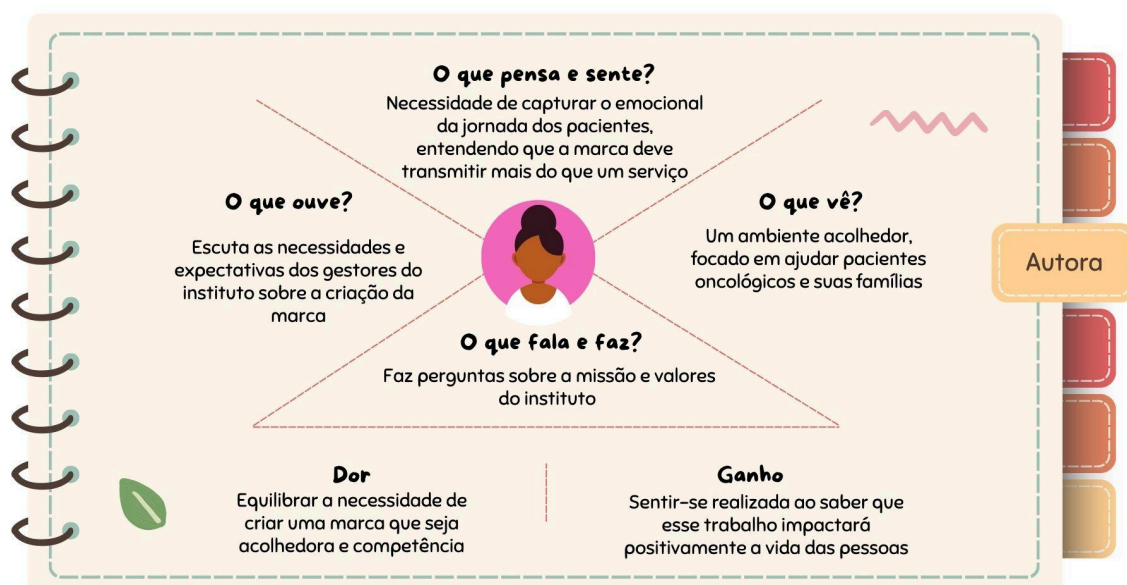 O que pensa e sente?
Necessidade de capturar o emocional
da jornada dos pacientes,
entendendo que a marca deve
transmitir mais do que um serviço
O que ouve?
Escuta as necessidades e
expectativas dos gestores do
instituto sobre a criação da
marca
O que vê?
Um ambiente acolhedor,
focado em ajudar pacientes
oncológicos e suas famílias
Autora
O que fala e faz?
Faz perguntas sobre a missão e valores
do instituto
Dor
Equilibrar a necessidade de
criar uma marca que seja
acolhedora e competência
Ganho
Sentir-se realizada ao saber que
esse trabalho impactará
positivamente a vida das pessoas